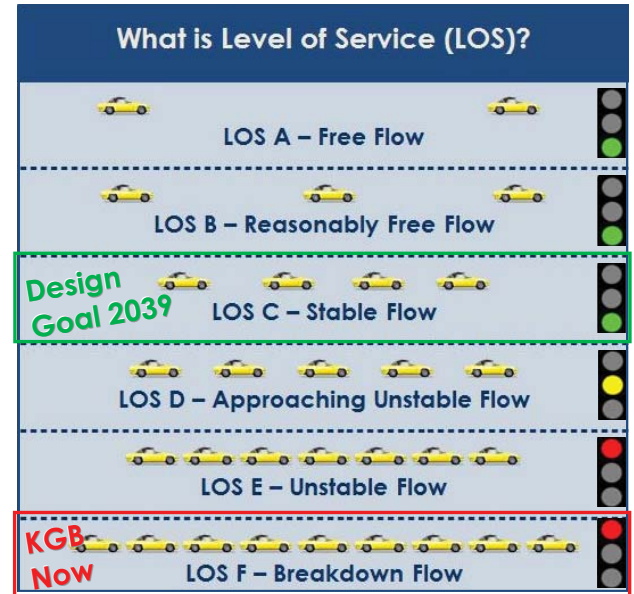 What is Level of Service (LOS)?
LOS A – Free Flow
LOS B – Reasonably Free Flow
Design
Goal 2039
LOS C – Stable Flow
LOS D – Approaching Unstable Flow
LOS E – Unstable Flow
KGB
Now
LOS F – Breakdown Flow